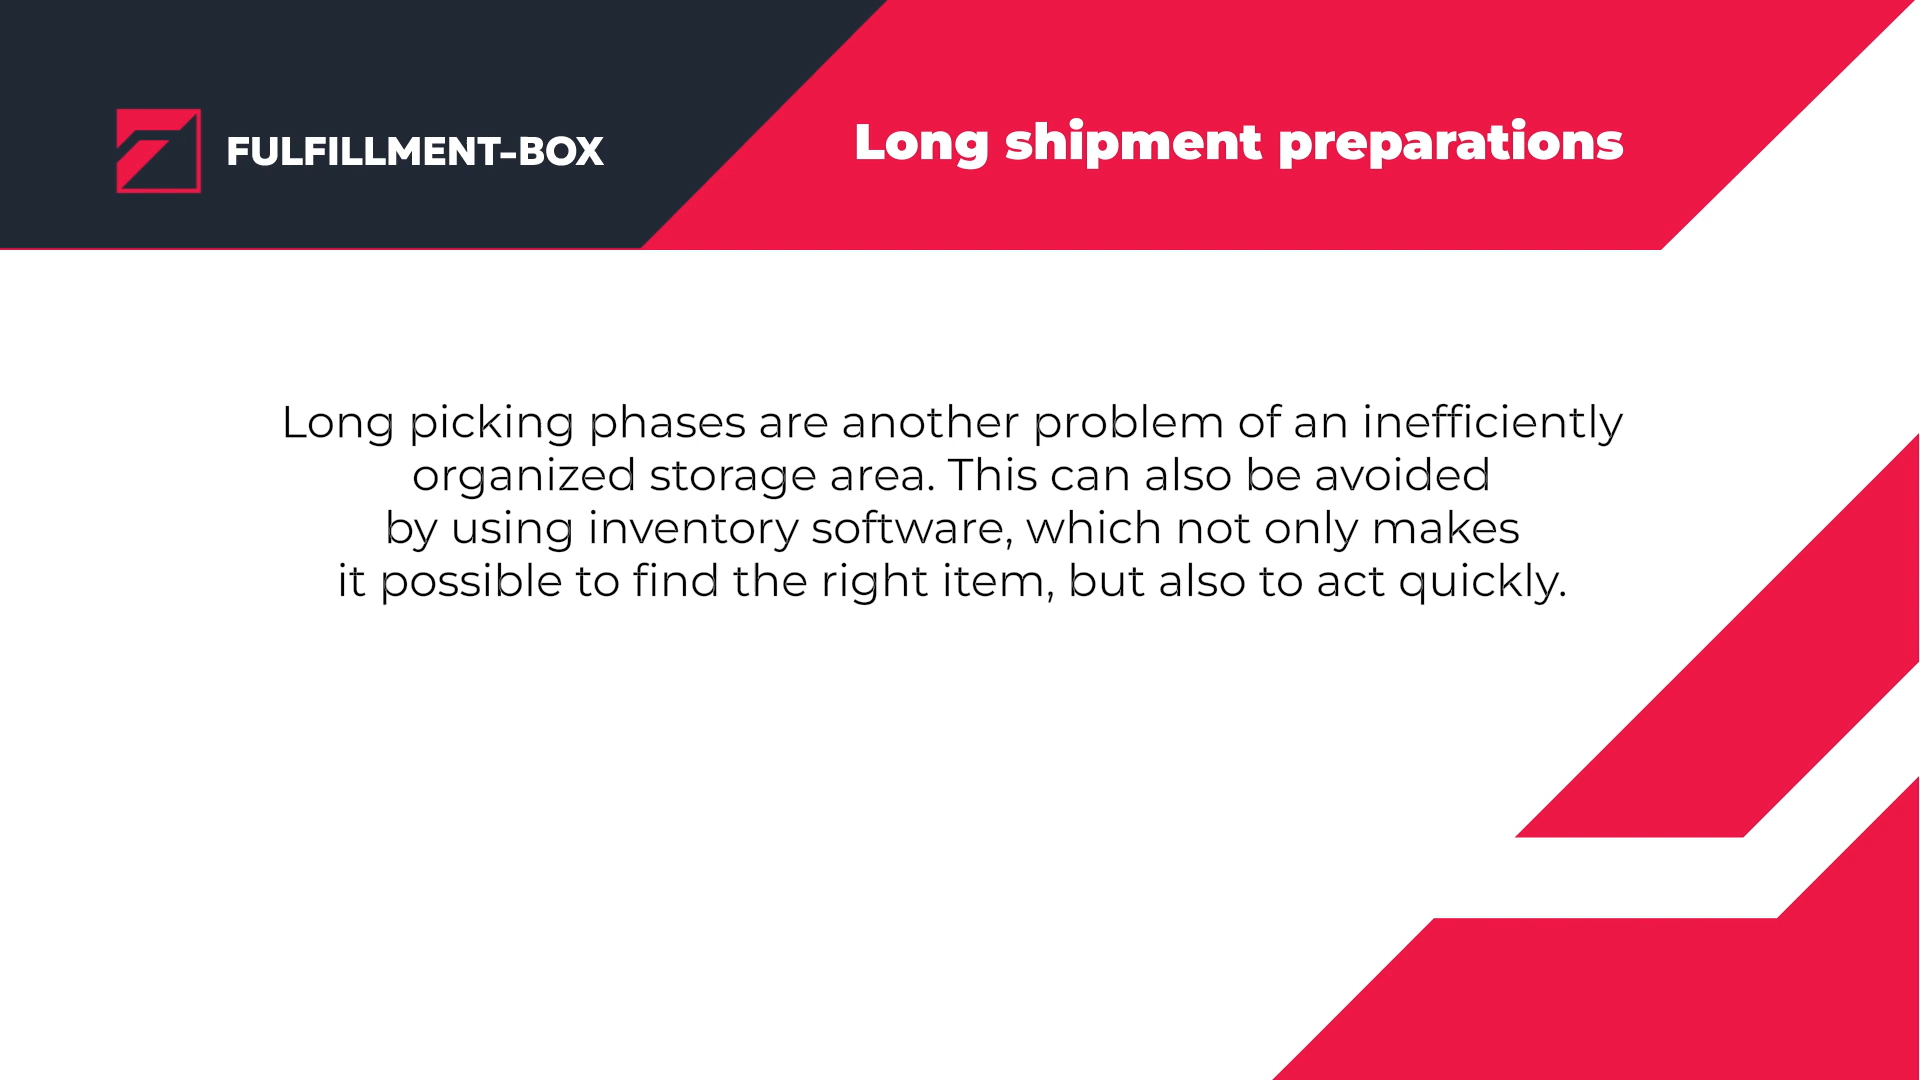 FULFILLMENT-BOX
Long shipment preparations
Long picking phases are another problem of an inefficiently
organized storage area. This can also be avoided
by using inventory software, which not only makes
it possible to find the right item, but also to act quickly.